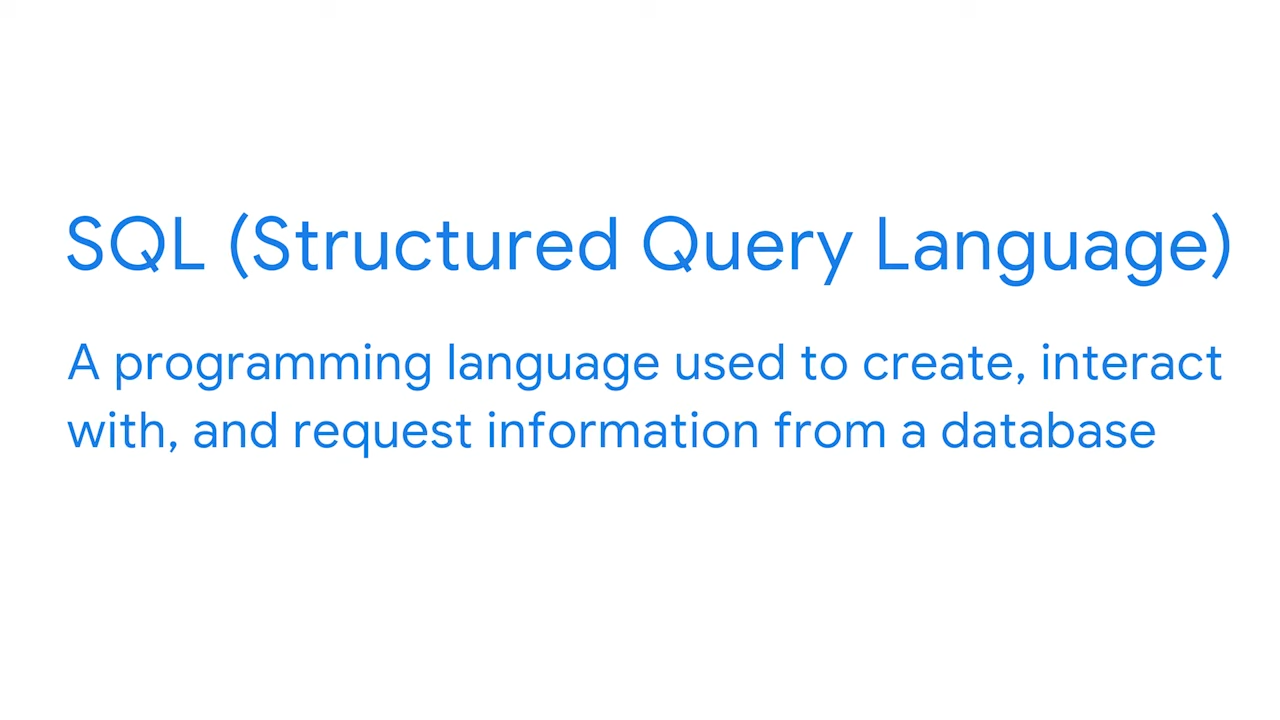 SQL (Structured Query Language)
A programming language used to create, interact
with, and request information from a database